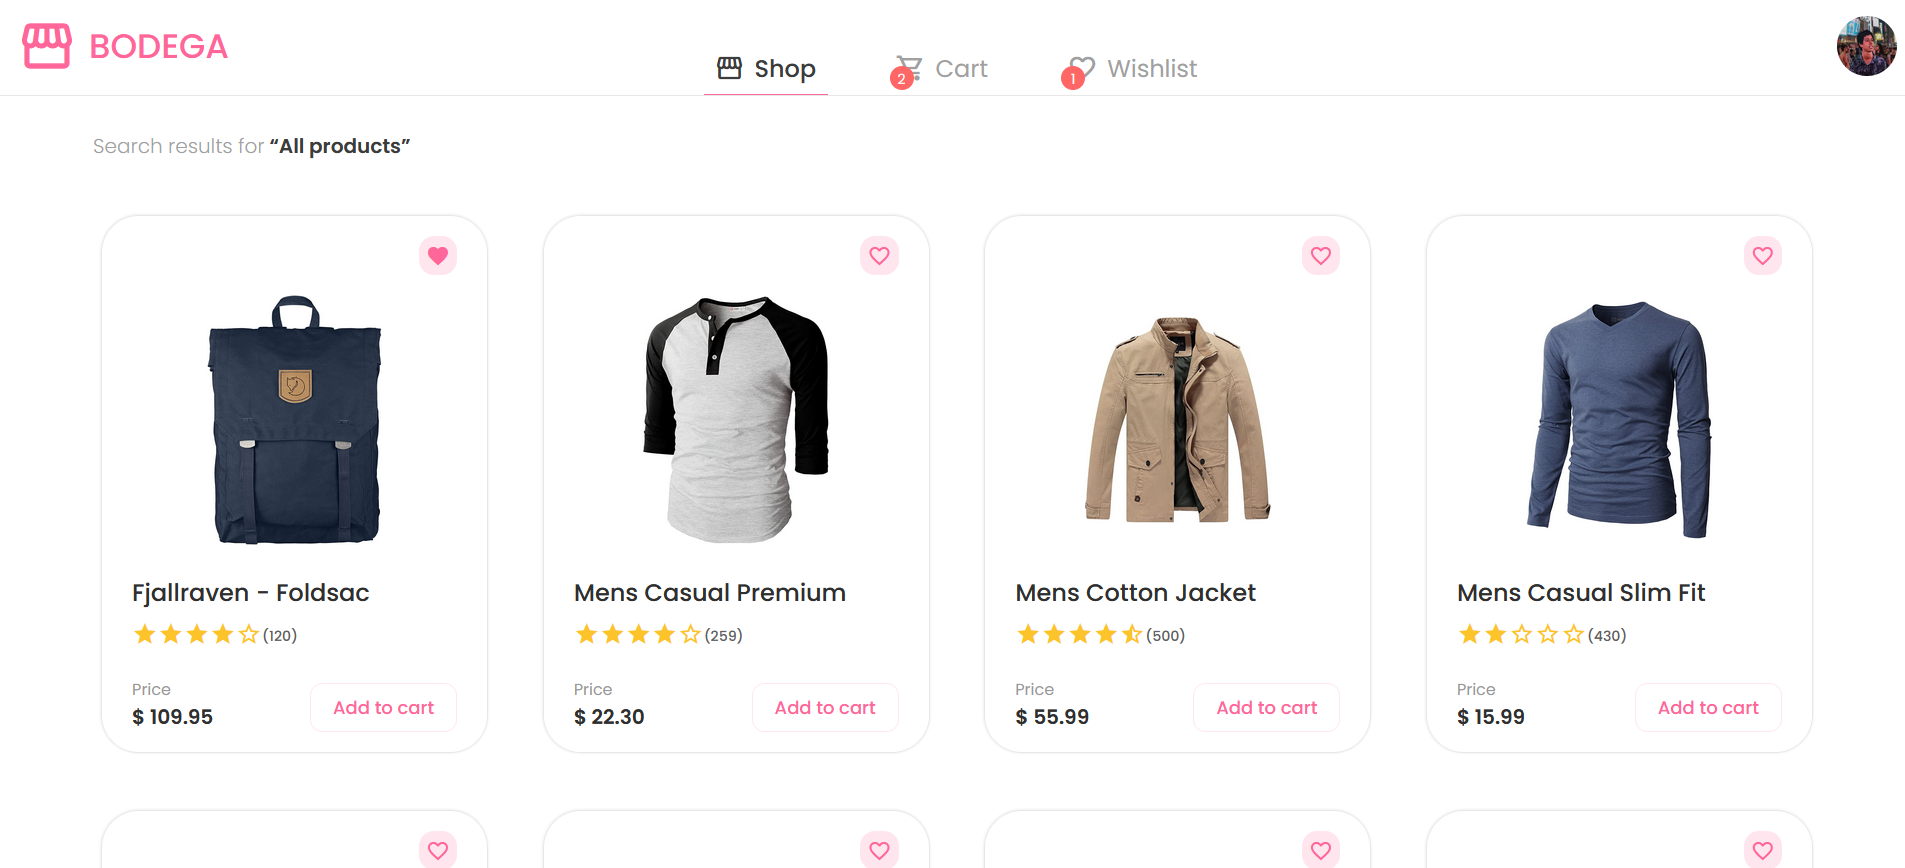 BODEGA
Shop
2
Cart
1
Wishlist
Search results for “All products”
Fjallraven - Foldsac
(120)
Price
$ 109.95
Add to cart
Mens Casual Premium
(259)
Price
$ 22.30
Add to cart
Mens Cotton Jacket
(500)
Price
$ 55.99
Add to cart
Mens Casual Slim Fit
(430)
Price
$ 15.99
Add to cart